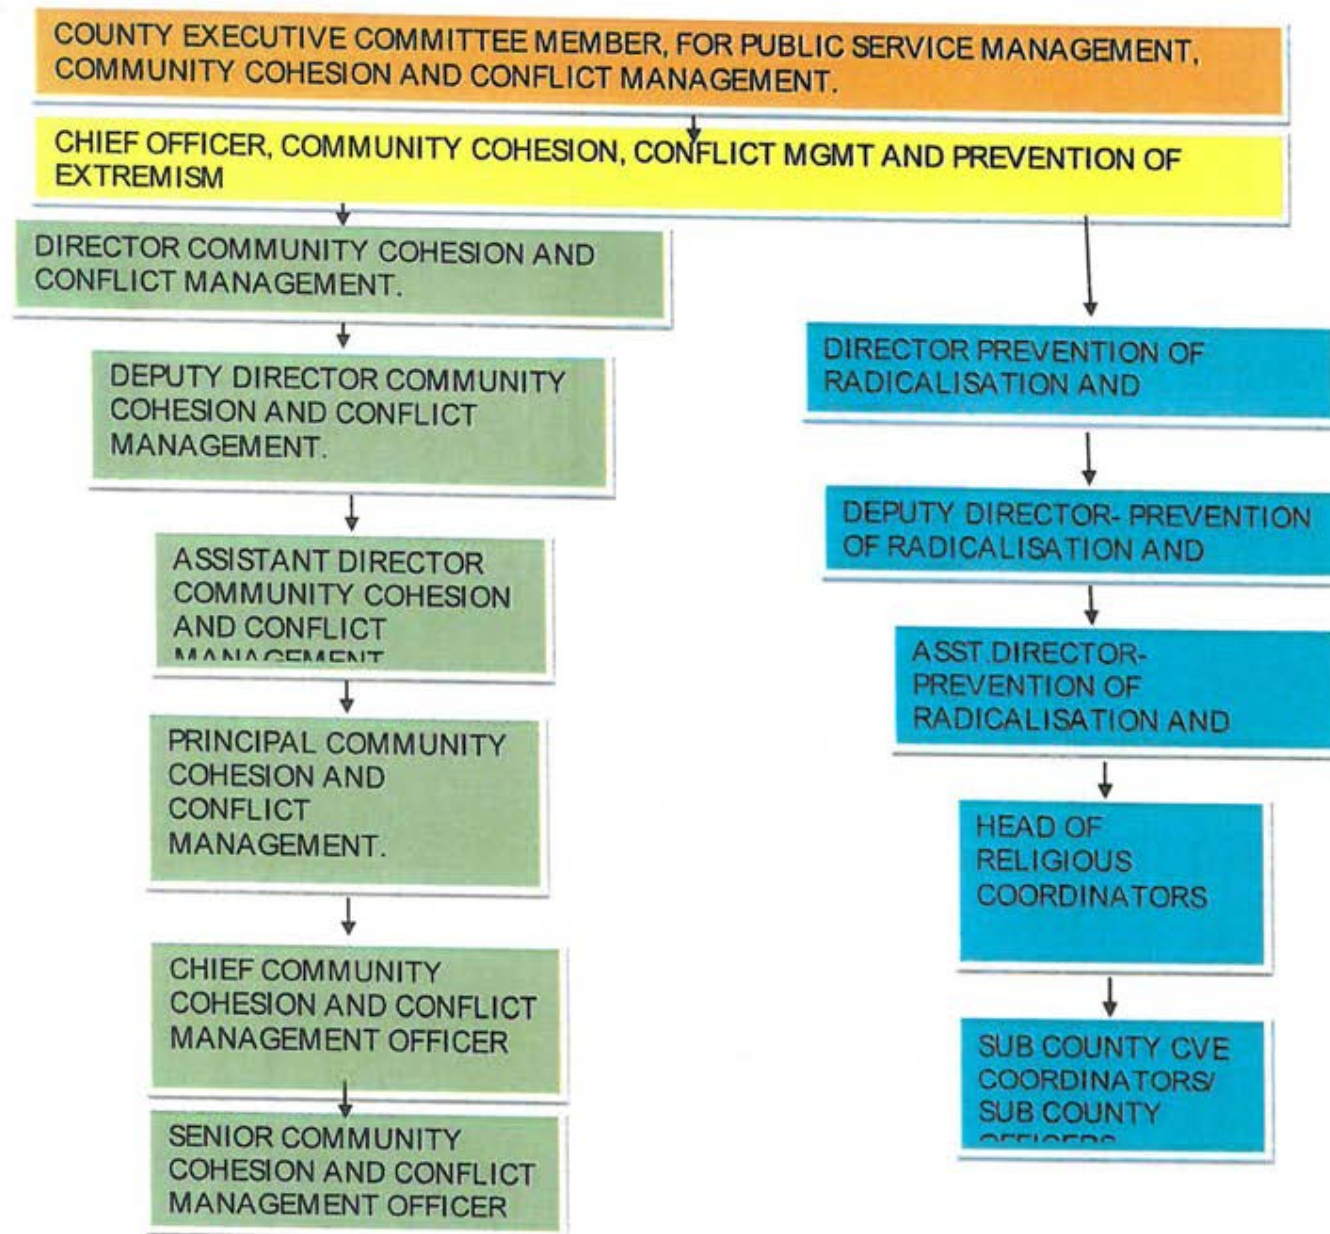 COUNTY EXECUTIVE COMMITTEE MEMBER, FOR PUBLIC SERVICE MANAGEMENT,
COMMUNITY COHESION AND CONFLICT MANAGEMENT.
CHIEF OFFICER, COMMUNITY COHESION, CONFLICT MGMT AND PREVENTION OF
EXTREMISM
DIRECTOR COMMUNITY COHESION AND
CONFLICT MANAGEMENT.
DEPUTY DIRECTOR COMMUNITY
COHESION AND CONFLICT
MANAGEMENT.
ASSISTANT DIRECTOR
COMMUNITY COHESION
AND CONFLICT
MANAGEMENT
PRINCIPAL COMMUNITY
COHESION AND
CONFLICT
MANAGEMENT.
CHIEF COMMUNITY
COHESION AND CONFLICT
MANAGEMENT OFFICER
SENIOR COMMUNITY
COHESION AND CONFLICT
MANAGEMENT OFFICER
DIRECTOR PREVENTION OF
RADICALISATION AND
DEPUTY DIRECTOR- PREVENTION
OF RADICALISATION AND
ASST.DIRECTOR-
PREVENTION OF
RADICALISATION AND
HEAD OF
RELIGIOUS
COORDINATORS
SUB COUNTY CVE
COORDINATORS/
SUB COUNTY
OFFICERS